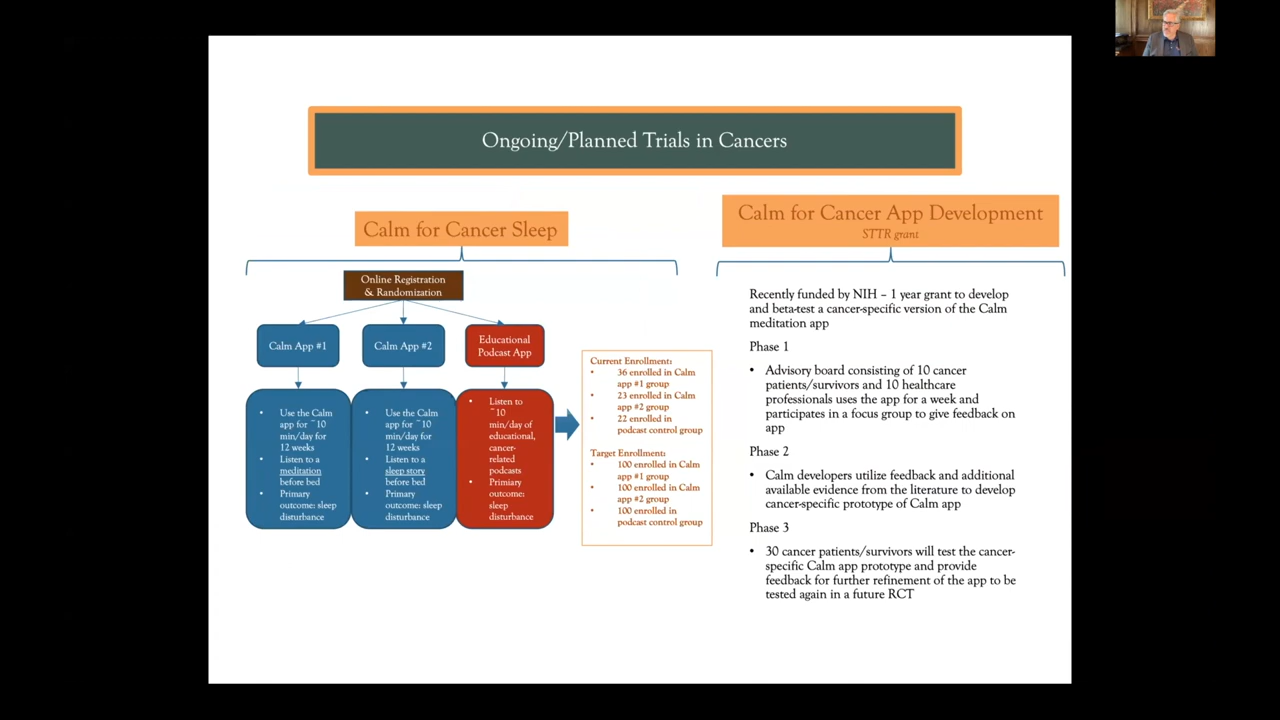 Ongoing/Planned Trials in Cancers
Calm for Cancer Sleep
Online Registration
& Randomization
Calm App #1
Calm App #2
Educational
Podcast App
• Use the Calm
app for ~10
min/day for
12 weeks
• Listen to a
meditation
before bed
• Primary
outcome: sleep
disturbance
• Use the Calm
app for ~10
min/day for
12 weeks
• Listen to a
sleep story
before bed
• Primary
outcome: sleep
disturbance
• Listen to
~10
min/day of
educational,
cancer-
related
podcasts
• Primiary
outcome:
sleep
disturbance
Current Enrollment:
• 36 enrolled in Calm
app #1 group
• 23 enrolled in Calm
app #2 group
• 22 enrolled in
podcast control group
Target Enrollment:
• 100 enrolled in Calm
app #1 group
• 100 enrolled in Calm
app #2 group
• 100 enrolled in
podcast control group
Calm for Cancer App Development
STTR grant
Recently funded by NIH – 1 year grant to develop
and beta-test a cancer-specific version of the Calm
meditation app
Phase 1
• Advisory board consisting of 10 cancer
patients/survivors and 10 healthcare
professionals uses the app for a week and
participates in a focus group to give feedback on
app
Phase 2
• Calm developers utilize feedback and additional
available evidence from the literature to develop
cancer-specific prototype of Calm app
Phase 3
• 30 cancer patients/survivors will test the cancer-
specific Calm app prototype and provide
feedback for further refinement of the app to be
tested again in a future RCT